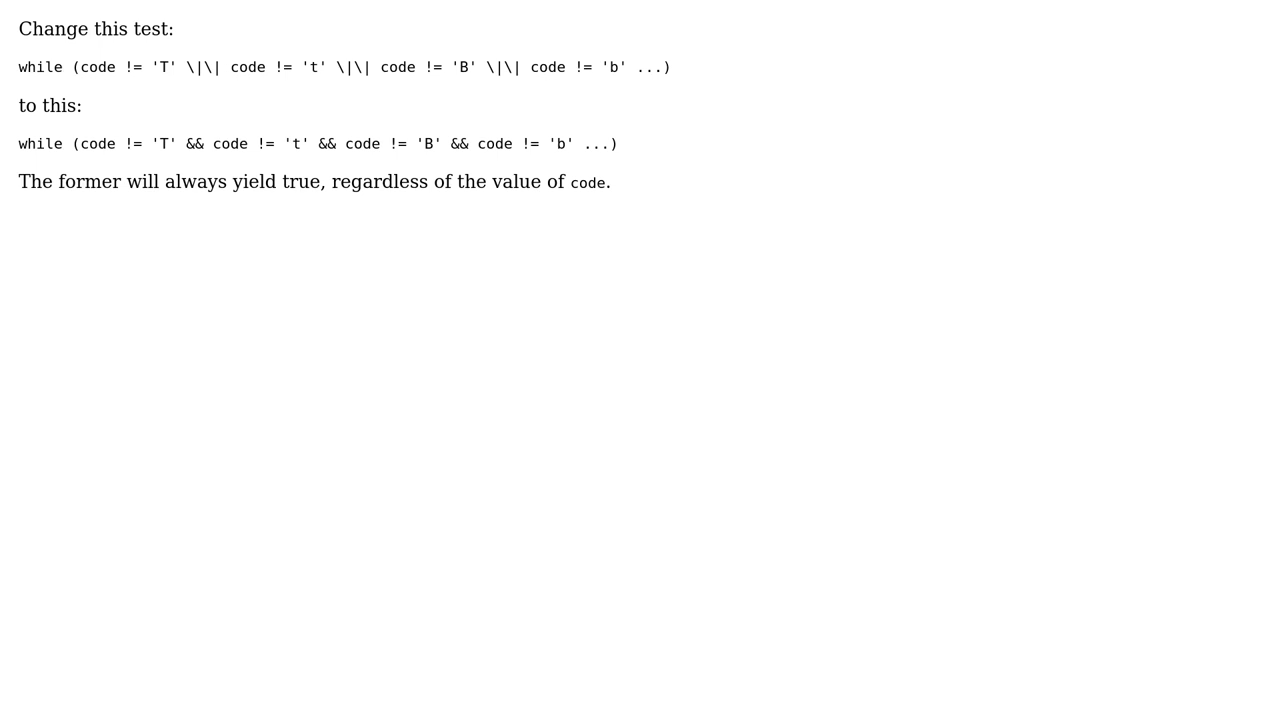 Change this test:
while (code != 'T' \|\| code != 't' \|\| code != 'B' \|\| code != 'b' ...)
to this:
while (code != 'T' && code != 't' && code != 'B' && code != 'b' ...)
The former will always yield true, regardless of the value of code.